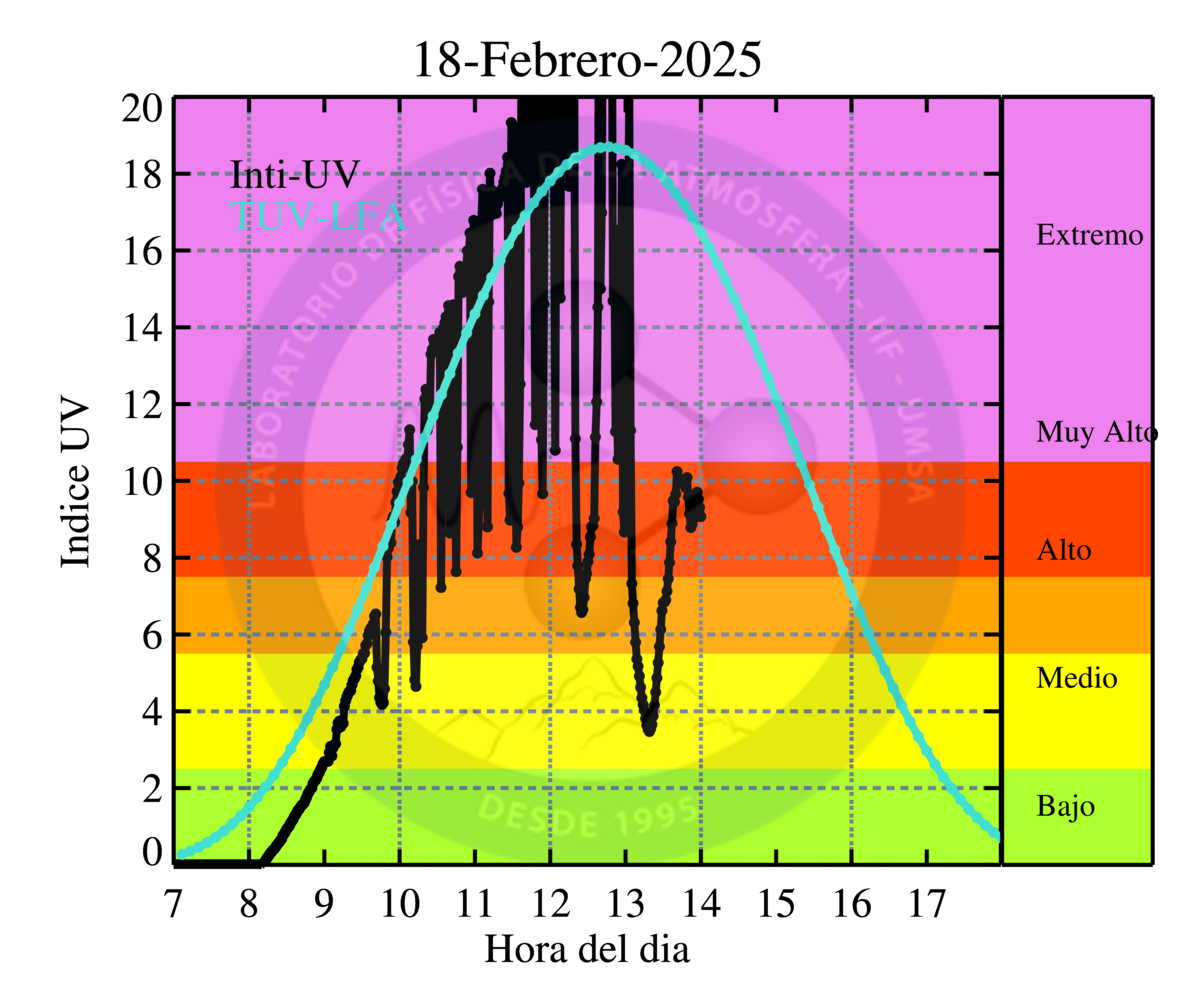 18-Febrero-2025
20
18
16
14
12
10
8
6
4
2
0
Indice UV
Inti-UV
TUV-LFA
LABORATORIO DE FÍSICA DE LA ATMÓSFERA - IIF - UMSA
DESDE 1995
Extremo
Muy Alto
Alto
Medio
Bajo
7 8 9 10 11 12 13 14 15 16 17
Hora del dia